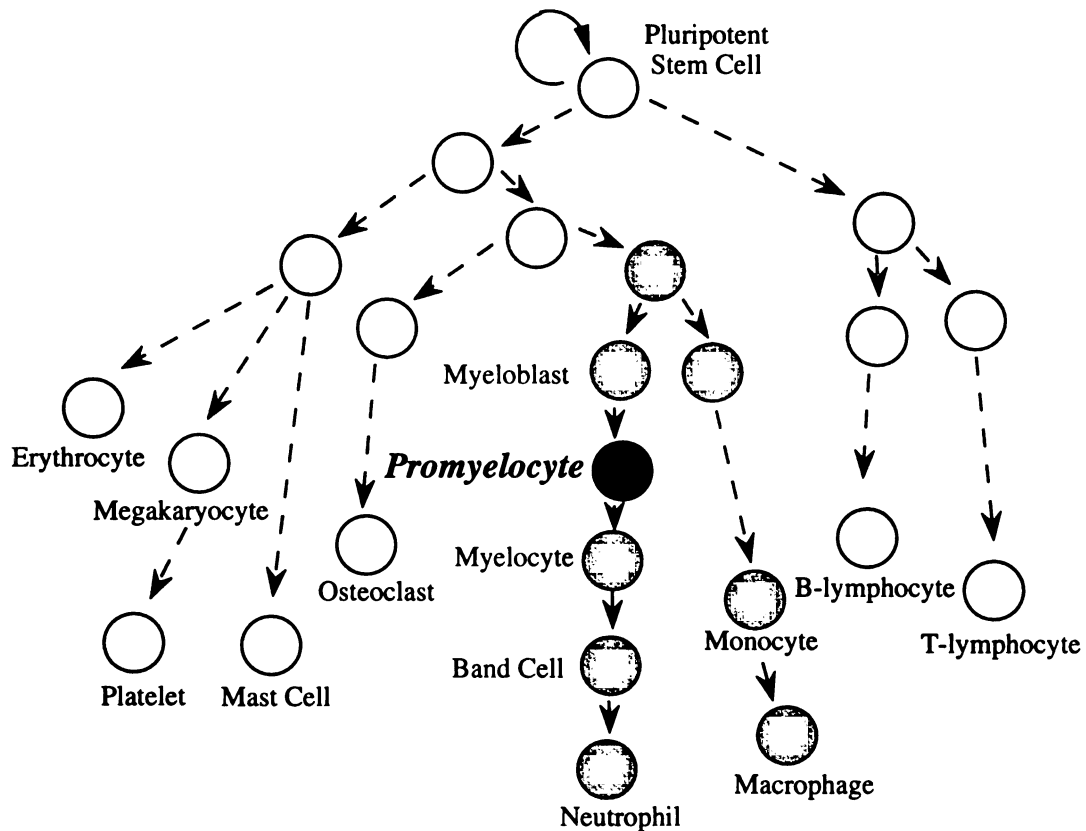 Pluripotent
Stem Cell
Myeloblast
Erythrocyte
Promyelocyte
Megakaryocyte
Myelocyte
Osteoclast
B-lymphocyte
Monocyte
T-lymphocyte
Band Cell
Platelet
Mast Cell
Macrophage
Neutrophil